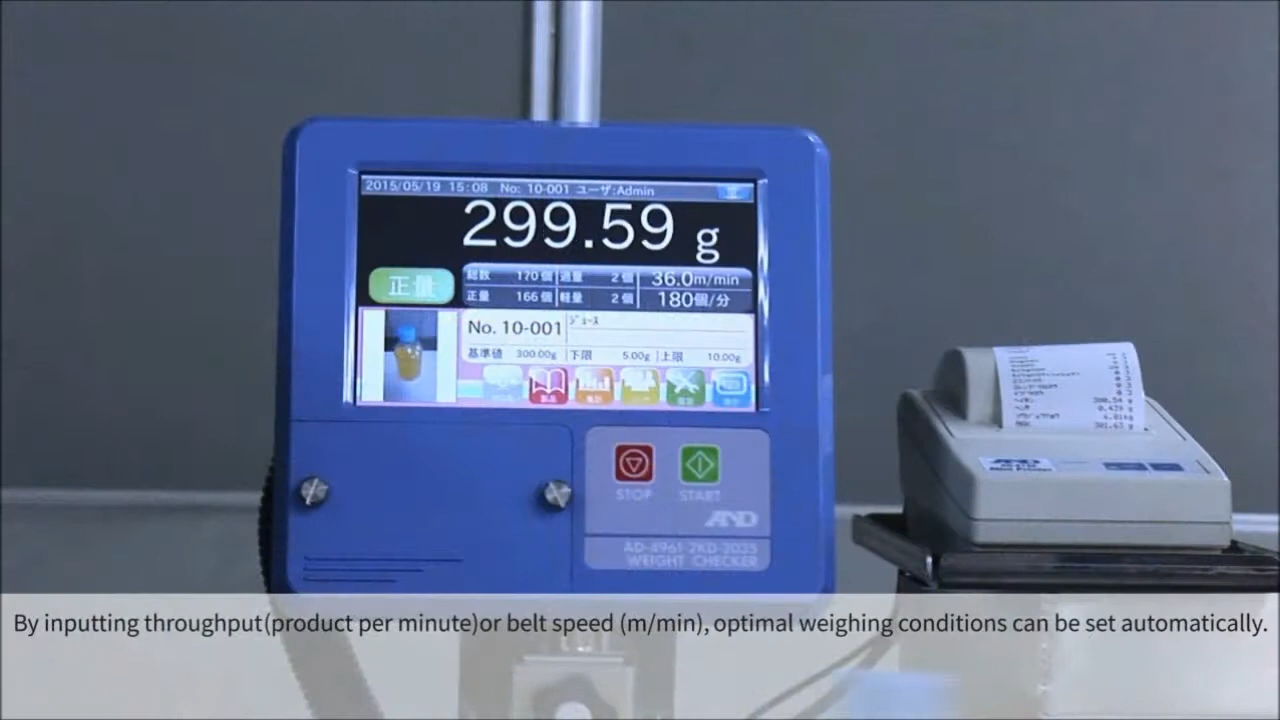 2015/05/19 15:08 No: 10-001 ユーザ:Admin
299.59 g
正量
総数 170個 過量 2個 36.0m/min
正量 166個 軽量 2個 180個/分
No. 10-001 ジュース
基準値 300.00g 下限 5.00g 上限 10.00g
STOP START
AND
AD-4961-2KD-2035
WEIGHT CHECKER
AND
By inputting throughput(product per minute)or belt speed (m/min), optimal weighing conditions can be set automatically.